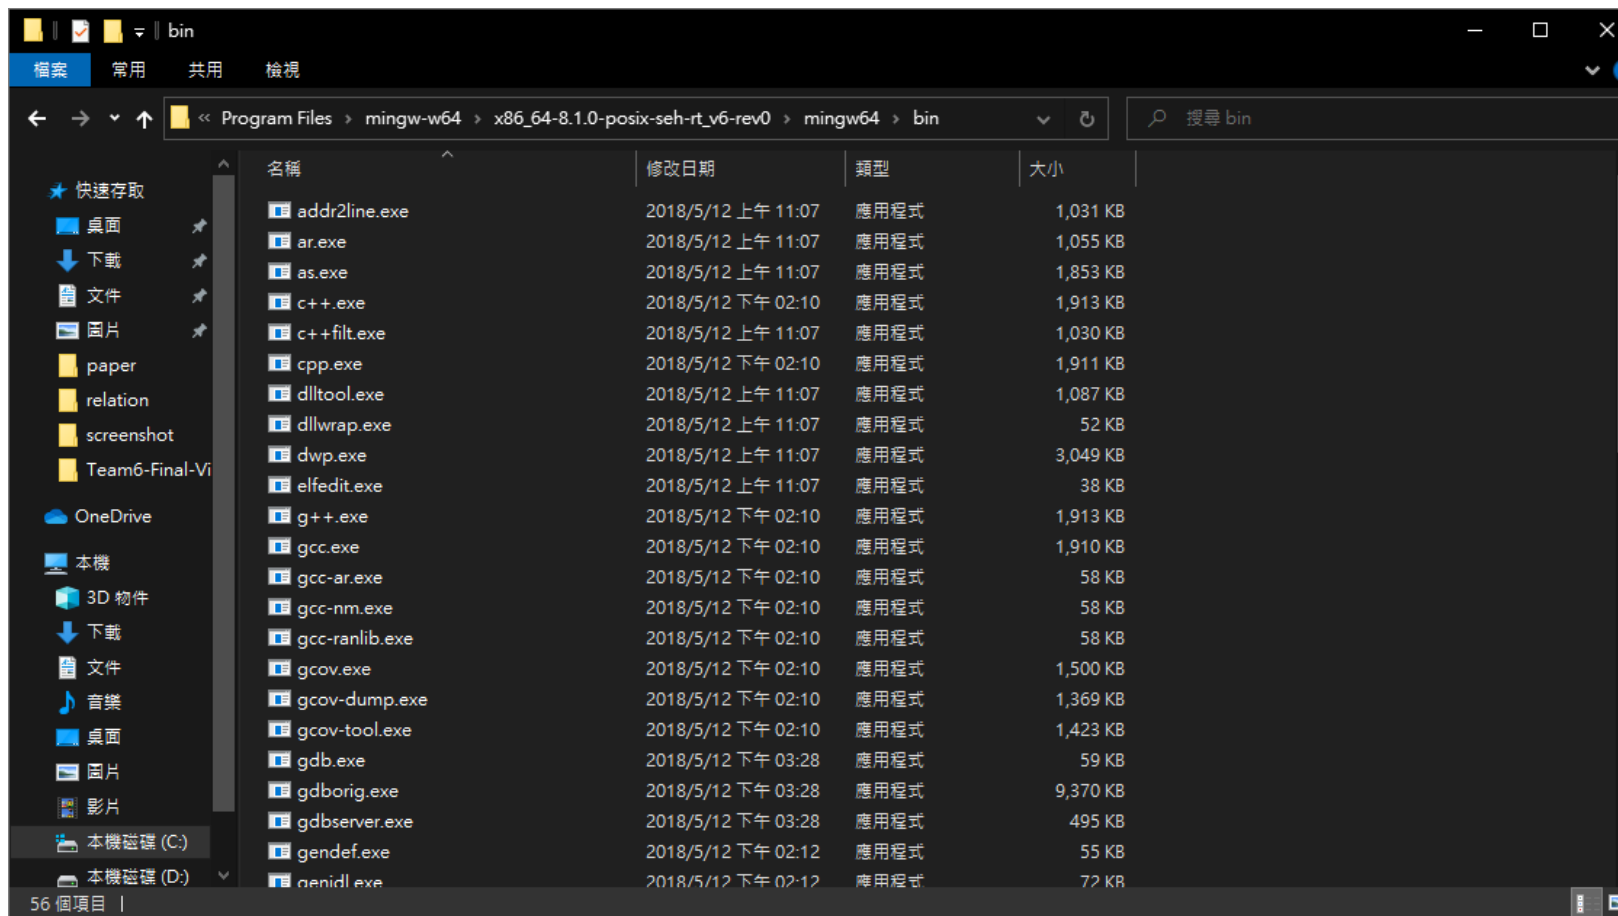 bin
檔案 常用 共用 檢視
« Program Files › mingw-w64 › x86_64-8.1.0-posix-seh-rt_v6-rev0 › mingw64 › bin 搜尋 bin
快速存取
桌面
下載
文件
圖片
paper
relation
screenshot
Team6-Final-Vi
OneDrive
本機
3D 物件
下載
文件
音樂
桌面
圖片
影片
本機磁碟 (C:)
本機磁碟 (D:)
名稱 修改日期 類型 大小
addr2line.exe 2018/5/12 上午 11:07 應用程式 1,031 KB
ar.exe 2018/5/12 上午 11:07 應用程式 1,055 KB
as.exe 2018/5/12 上午 11:07 應用程式 1,853 KB
c++.exe 2018/5/12 下午 02:10 應用程式 1,913 KB
c++filt.exe 2018/5/12 上午 11:07 應用程式 1,030 KB
cpp.exe 2018/5/12 下午 02:10 應用程式 1,911 KB
dlltool.exe 2018/5/12 上午 11:07 應用程式 1,087 KB
dllwrap.exe 2018/5/12 上午 11:07 應用程式 52 KB
dwp.exe 2018/5/12 上午 11:07 應用程式 3,049 KB
elfedit.exe 2018/5/12 上午 11:07 應用程式 38 KB
g++.exe 2018/5/12 下午 02:10 應用程式 1,913 KB
gcc.exe 2018/5/12 下午 02:10 應用程式 1,910 KB
gcc-ar.exe 2018/5/12 下午 02:10 應用程式 58 KB
gcc-nm.exe 2018/5/12 下午 02:10 應用程式 58 KB
gcc-ranlib.exe 2018/5/12 下午 02:10 應用程式 58 KB
gcov.exe 2018/5/12 下午 02:10 應用程式 1,500 KB
gcov-dump.exe 2018/5/12 下午 02:10 應用程式 1,369 KB
gcov-tool.exe 2018/5/12 下午 02:10 應用程式 1,423 KB
gdb.exe 2018/5/12 下午 03:28 應用程式 59 KB
gdborig.exe 2018/5/12 下午 03:28 應用程式 9,370 KB
gdbserver.exe 2018/5/12 下午 03:28 應用程式 495 KB
gendef.exe 2018/5/12 下午 02:12 應用程式 55 KB
genidl.exe 2018/5/12 下午 02:12 應用程式 72 KB
56 個項目